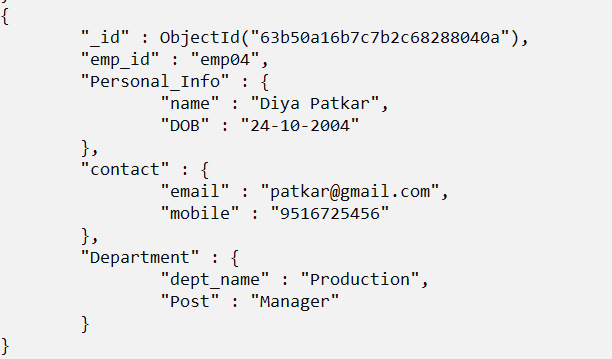 {
"_id" : ObjectId("63b50a16b7c7b2c68288040a"),
"emp_id" : "emp04",
"Personal_Info" : {
"name" : "Diya Patkar",
"DOB" : "24-10-2004"
},
"contact" : {
"email" : "patkar@gmail.com",
"mobile" : "9516725456"
},
"Department" : {
"dept_name" : "Production",
"Post" : "Manager"
}
}